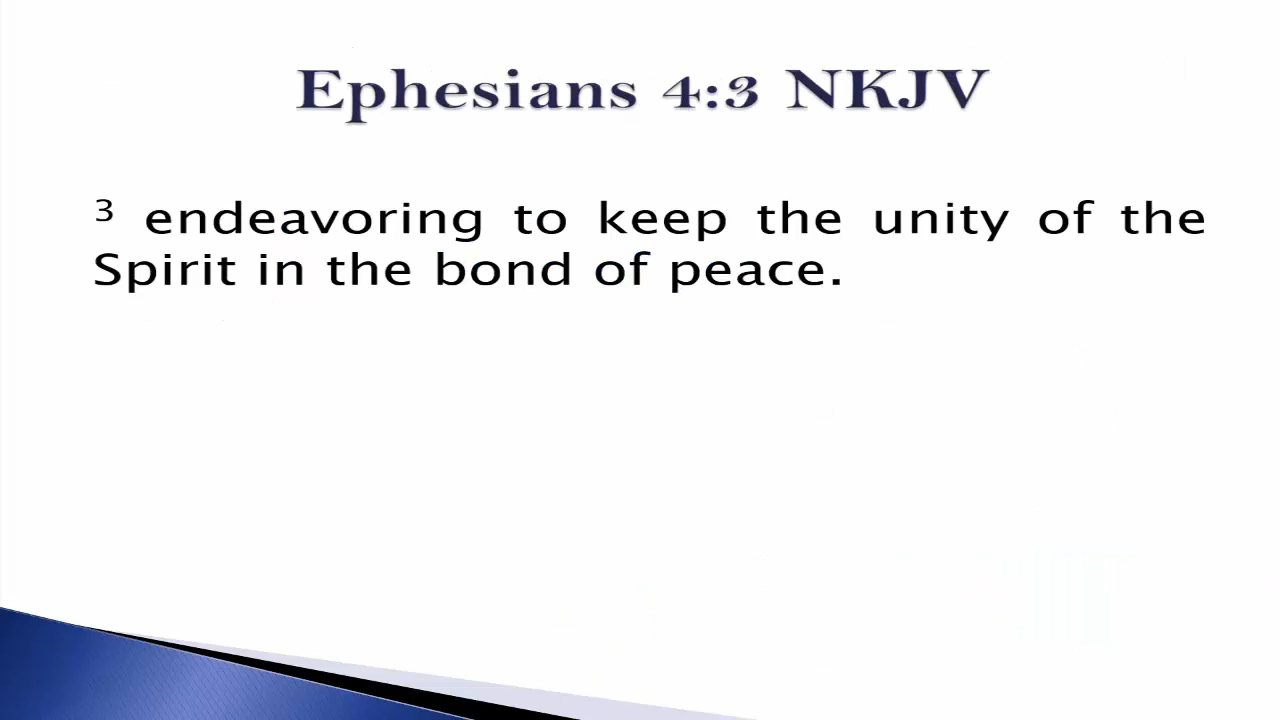 Ephesians 4:3 NKJV
3 endeavoring to keep the unity of the
Spirit in the bond of peace.